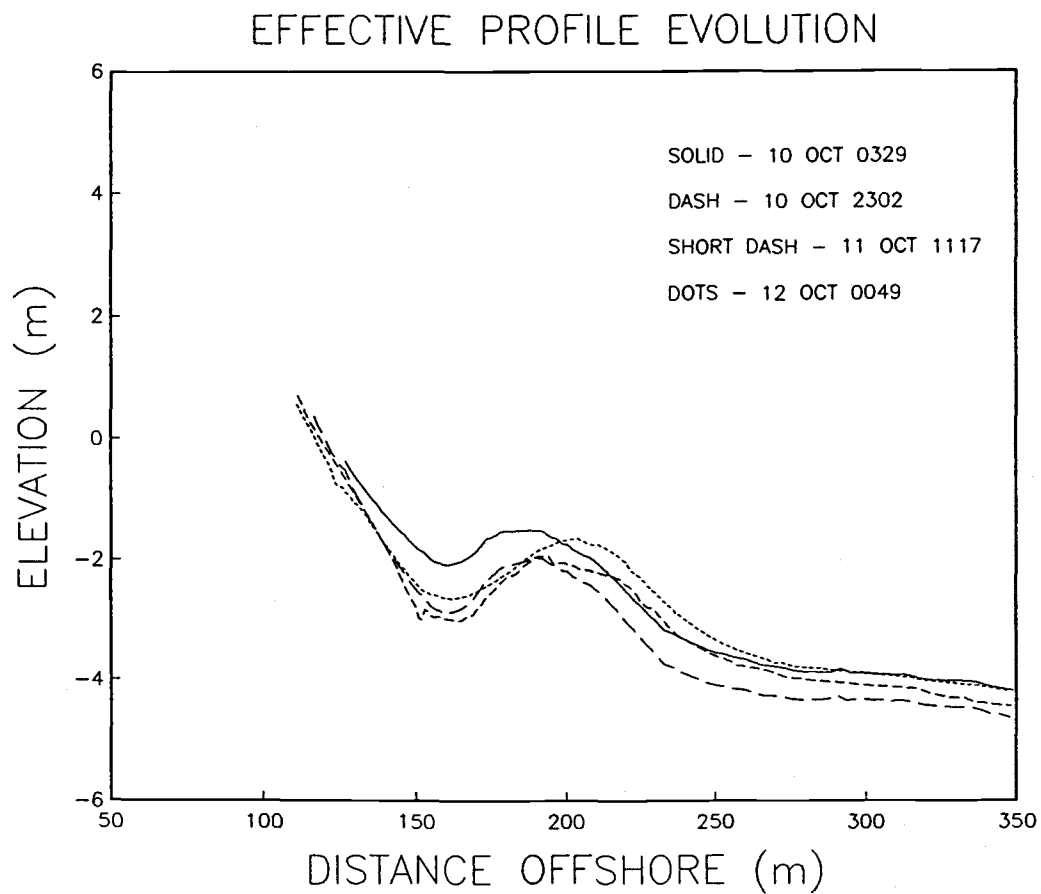 EFFECTIVE PROFILE EVOLUTION
6
4
2
0
−2
−4
−6
ELEVATION (m)
SOLID − 10 OCT 0329
DASH − 10 OCT 2302
SHORT DASH − 11 OCT 1117
DOTS − 12 OCT 0049
50 100 150 200 250 300 350
DISTANCE OFFSHORE (m)